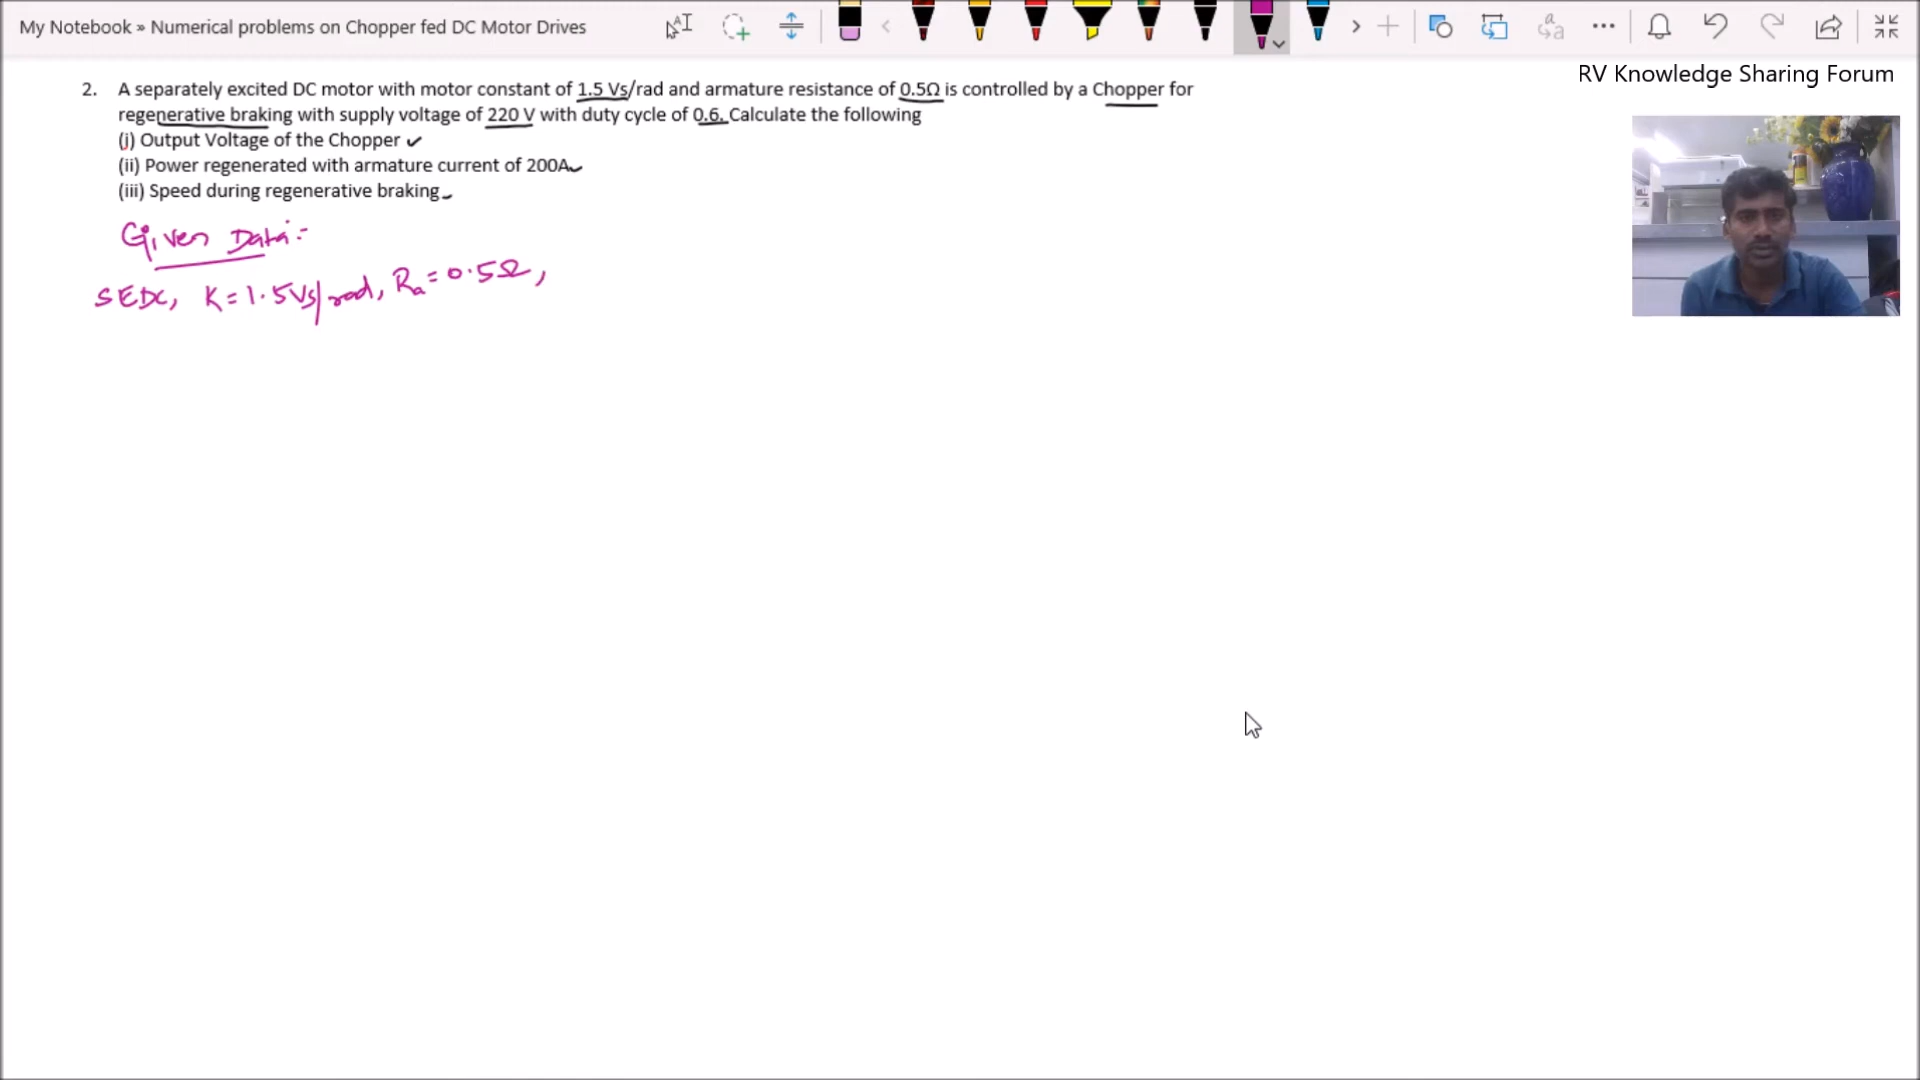 My Notebook » Numerical problems on Chopper fed DC Motor Drives
RV Knowledge Sharing Forum
2. A separately excited DC motor with motor constant of 1.5 Vs/rad and armature resistance of 0.5Ω is controlled by a Chopper for
regenerative braking with supply voltage of 220 V with duty cycle of 0.6. Calculate the following
(i) Output Voltage of the Chopper
(ii) Power regenerated with armature current of 200A
(iii) Speed during regenerative braking
Given Data:-
SEDC, K=1.5Vs/rad, Ra=0.5Ω,